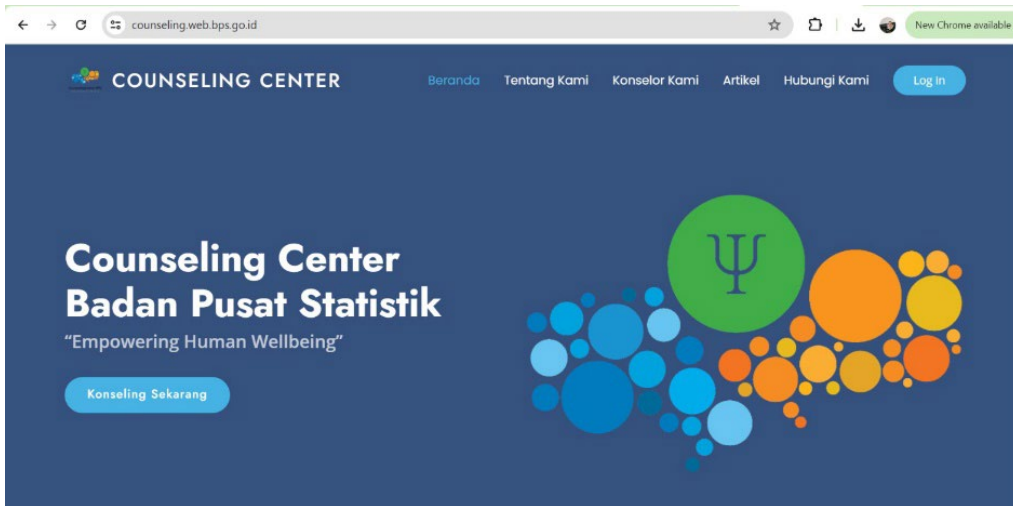 counseling.web.bps.go.id
New Chrome available
COUNSELING CENTER
Beranda Tentang Kami Konselor Kami Artikel Hubungi Kami Log In
Counseling Center
Badan Pusat Statistik
“Empowering Human Wellbeing”
Konseling Sekarang
Ψ